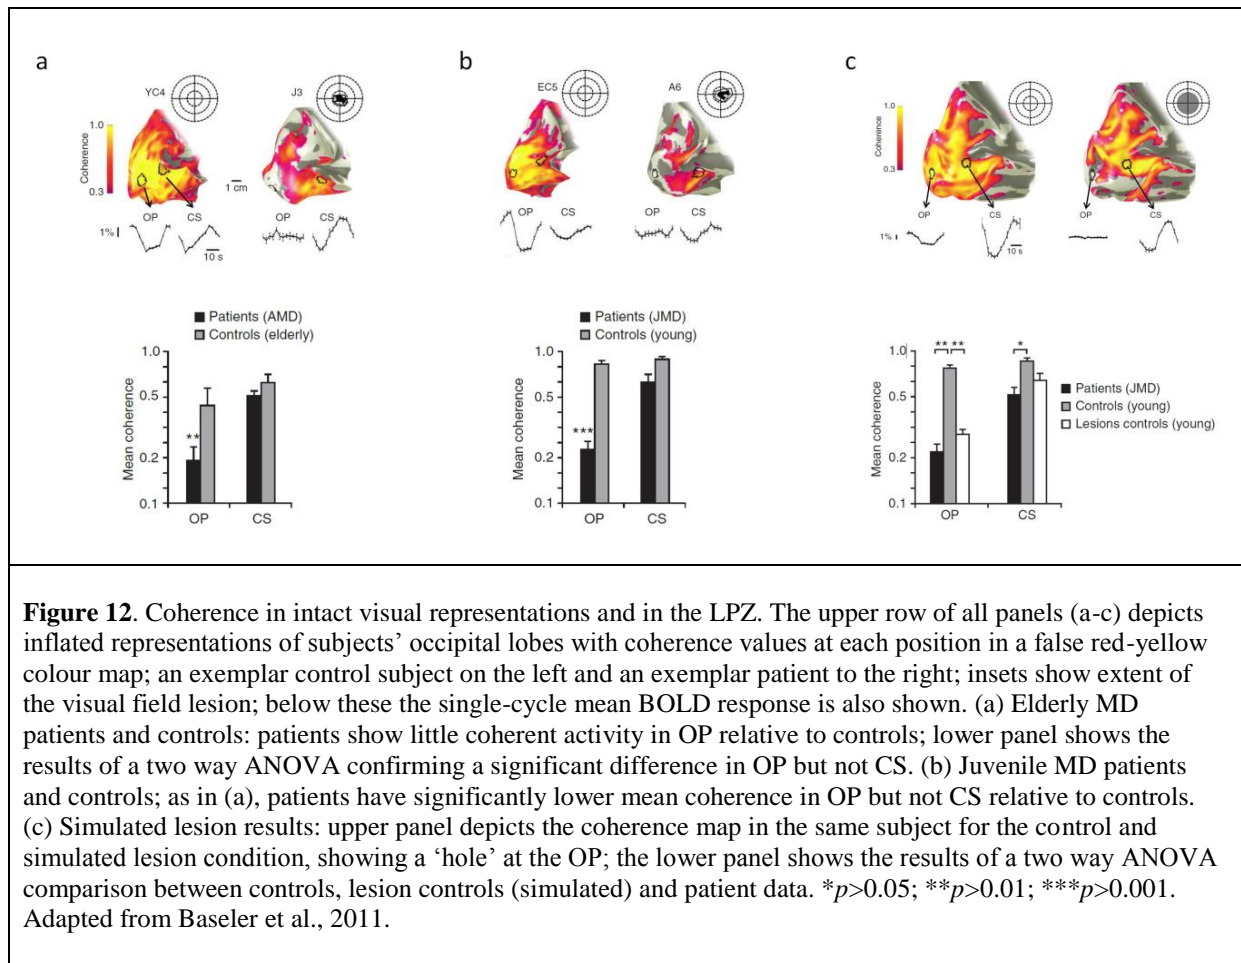 a
YC4
J3
1.0
Coherence
0.3
1 cm
OP
CS
OP
CS
1%
10 s
b
EC5
A6
OP
CS
OP
CS
c
1.0
Coherence
0.3
OP
CS
1%
10 s
Patients (AMD)
Controls (elderly)
1.0
0.5
0.2
0.1
Mean coherence
**
OP
CS
Patients (JMD)
Controls (young)
1.0
0.5
0.2
0.1
Mean coherence
***
OP
CS
** **
*
1.0
0.5
0.2
0.1
Mean coherence
OP
CS
Patients (JMD)
Controls (young)
Lesions controls (young)
Figure 12. Coherence in intact visual representations and in the LPZ. The upper row of all panels (a-c) depicts
inflated representations of subjects’ occipital lobes with coherence values at each position in a false red-yellow
colour map; an exemplar control subject on the left and an exemplar patient to the right; insets show extent of
the visual field lesion; below these the single-cycle mean BOLD response is also shown. (a) Elderly MD
patients and controls: patients show little coherent activity in OP relative to controls; lower panel shows the
results of a two way ANOVA confirming a significant difference in OP but not CS. (b) Juvenile MD patients
and controls; as in (a), patients have significantly lower mean coherence in OP but not CS relative to controls.
(c) Simulated lesion results: upper panel depicts the coherence map in the same subject for the control and
simulated lesion condition, showing a ‘hole’ at the OP; the lower panel shows the results of a two way ANOVA
comparison between controls, lesion controls (simulated) and patient data. *p>0.05; **p>0.01; ***p>0.001.
Adapted from Baseler et al., 2011.